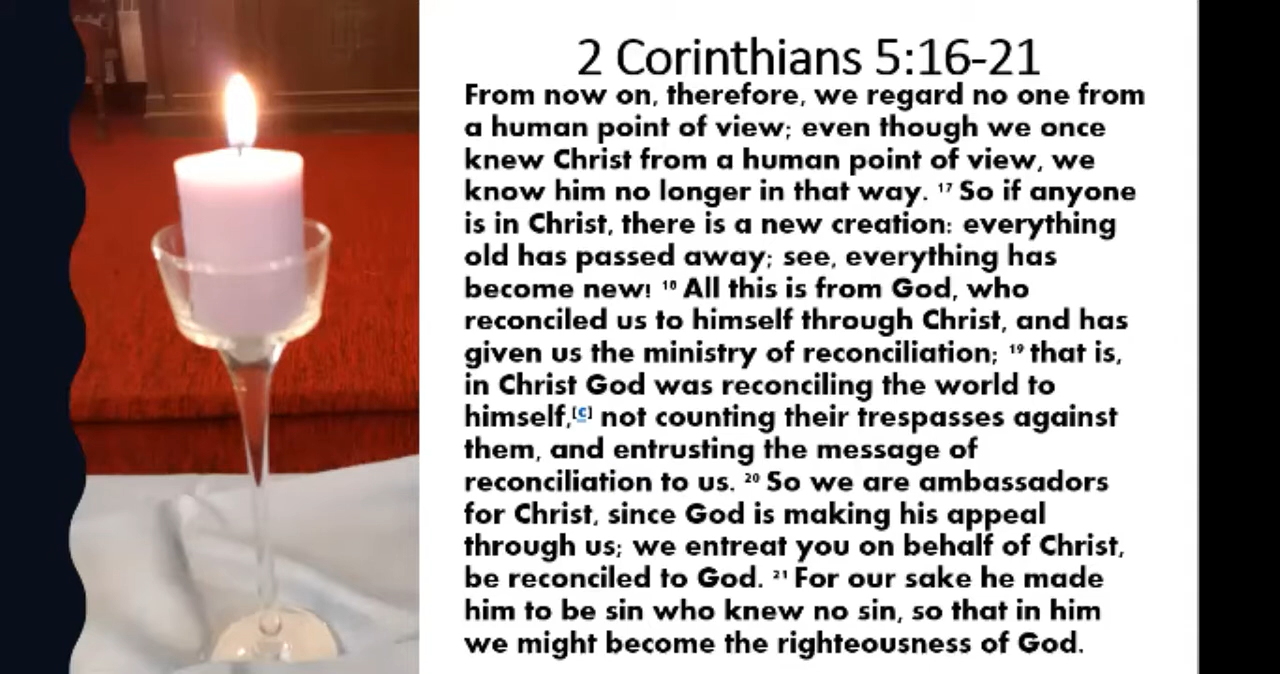 2 Corinthians 5:16-21
From now on, therefore, we regard no one from
a human point of view; even though we once
knew Christ from a human point of view, we
know him no longer in that way. ¹⁷ So if anyone
is in Christ, there is a new creation: everything
old has passed away; see, everything has
become new! ¹⁸ All this is from God, who
reconciled us to himself through Christ, and has
given us the ministry of reconciliation; ¹⁹ that is,
in Christ God was reconciling the world to
himself,[c] not counting their trespasses against
them, and entrusting the message of
reconciliation to us. ²⁰ So we are ambassadors
for Christ, since God is making his appeal
through us; we entreat you on behalf of Christ,
be reconciled to God. ²¹ For our sake he made
him to be sin who knew no sin, so that in him
we might become the righteousness of God.